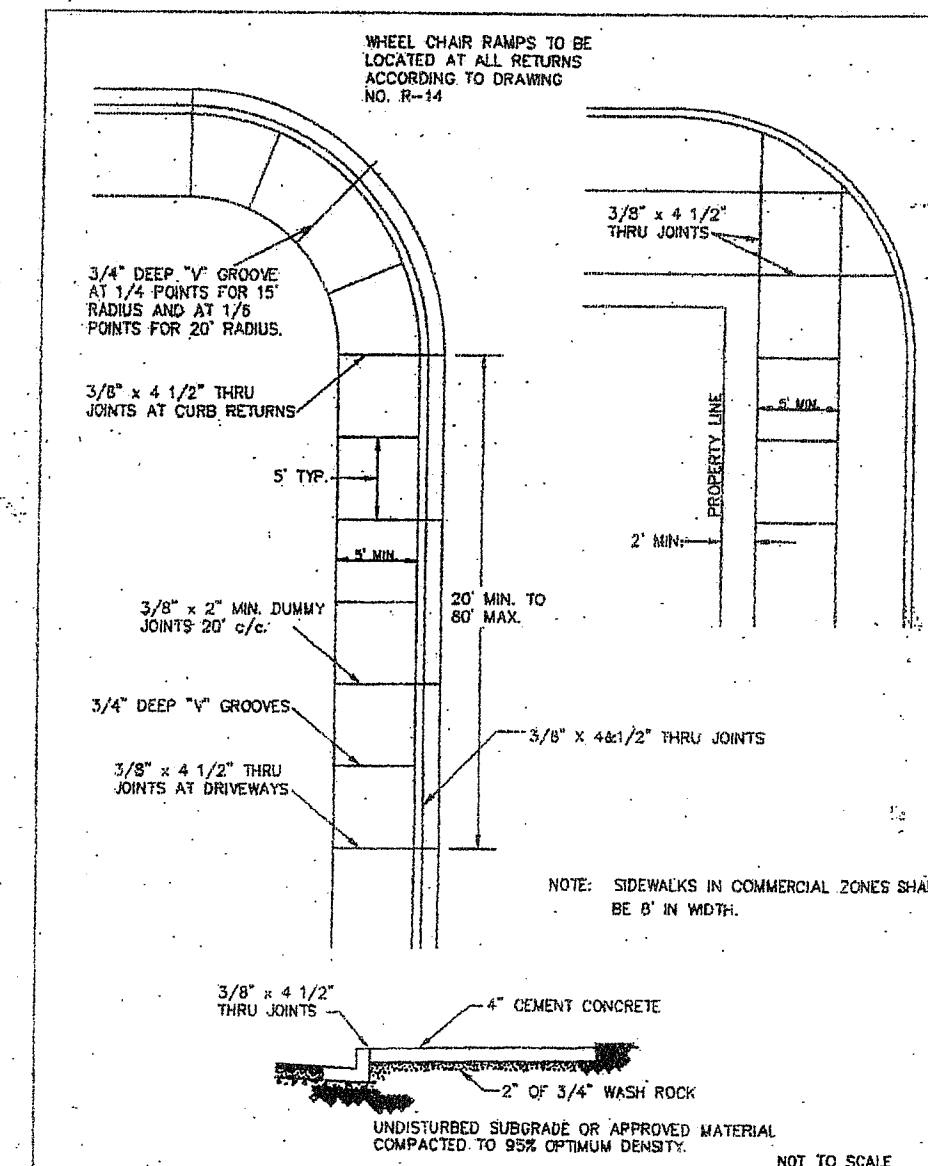 WHEEL CHAIR RAMPS TO BE
LOCATED AT ALL RETURNS
ACCORDING TO DRAWING
NO. R-14
3/4" DEEP "V" GROOVE
AT 1/4 POINTS FOR 15'
RADIUS AND AT 1/6
POINTS FOR 20' RADIUS.
3/8" x 4 1/2" THRU
JOINTS AT CURB RETURNS
5' TYP.
5' MIN.
3/8" x 2" MIN. DUMMY
JOINTS 20' c/c.
3/4" DEEP "V" GROOVES
3/8" x 4 1/2" THRU
JOINTS AT DRIVEWAYS
20' MIN. TO
80' MAX.
3/8" X 4&1/2" THRU JOINTS
3/8" x 4 1/2"
THRU JOINTS
5' MIN.
PROPERTY LINE
2' MIN.
NOTE: SIDEWALKS IN COMMERCIAL ZONES SHA
BE 8' IN WIDTH.
3/8" x 4 1/2"
THRU JOINTS
4" CEMENT CONCRETE
2" OF 3/4" WASH ROCK
UNDISTURBED SUBGRADE OR APPROVED MATERIAL
COMPACTED TO 95% OPTIMUM DENSITY.
NOT TO SCALE